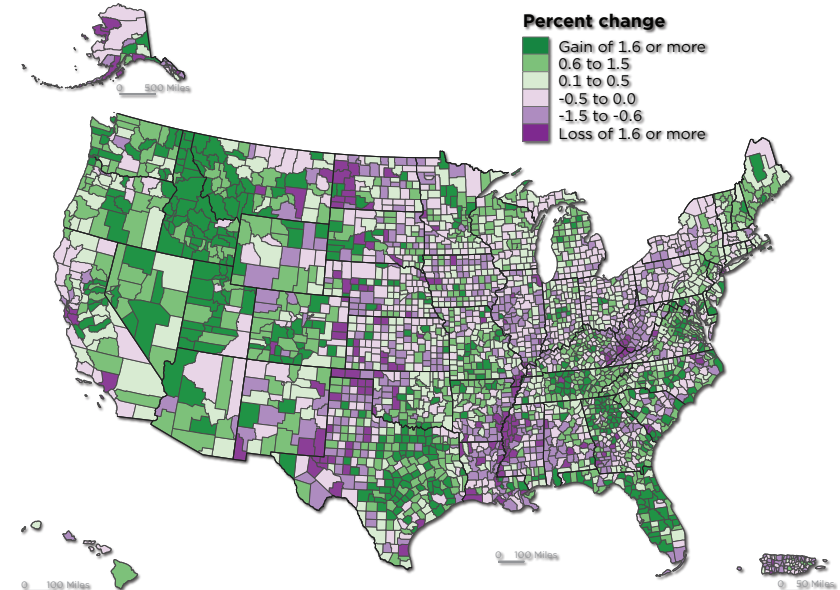 Percent change
Gain of 1.6 or more
0.6 to 1.5
0.1 to 0.5
-0.5 to 0.0
-1.5 to -0.6
Loss of 1.6 or more
0 500 Miles
0 100 Miles
0 100 Miles
0 50 Miles